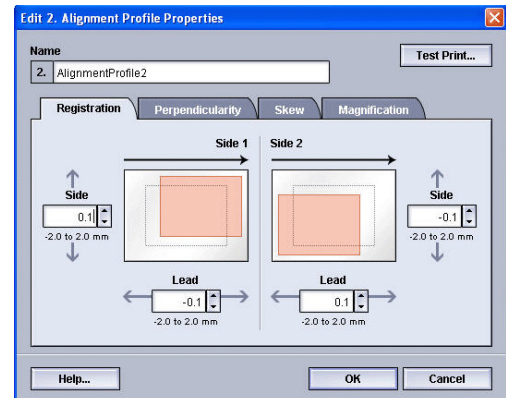 Edit 2. Alignment Profile Properties
Name
2. AlignmentProfile2
Test Print...
Registration Perpendicularity Skew Magnification
Side 1 Side 2
Side
0.1
-2.0 to 2.0 mm
Side
-0.1
-2.0 to 2.0 mm
Lead
-0.1
-2.0 to 2.0 mm
Lead
0.1
-2.0 to 2.0 mm
Help... OK Cancel